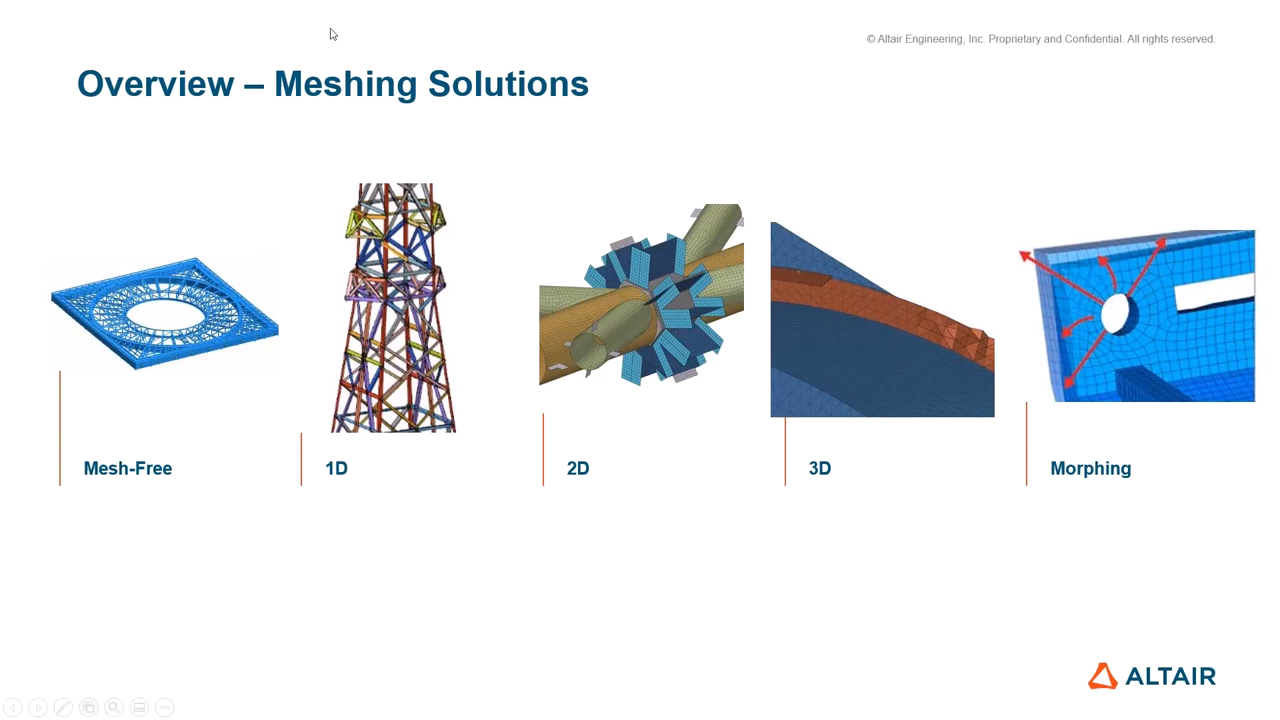 © Altair Engineering, Inc. Proprietary and Confidential. All rights reserved.
Overview – Meshing Solutions
Mesh-Free
1D
2D
3D
Morphing
ALTAIR